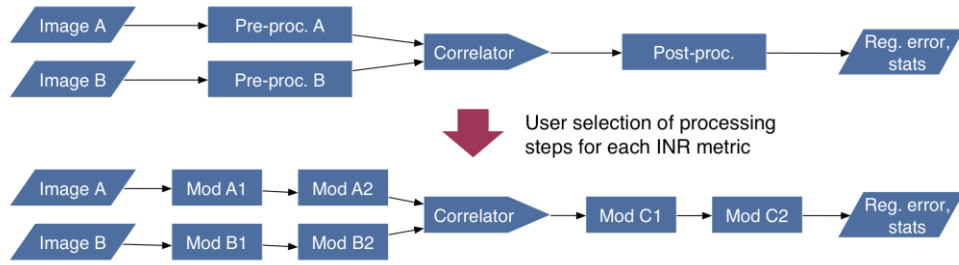 Image A
Pre-proc. A
Image B
Pre-proc. B
Correlator
Post-proc.
Reg. error,
stats
User selection of processing
steps for each INR metric
Image A
Mod A1
Mod A2
Image B
Mod B1
Mod B2
Correlator
Mod C1
Mod C2
Reg. error,
stats